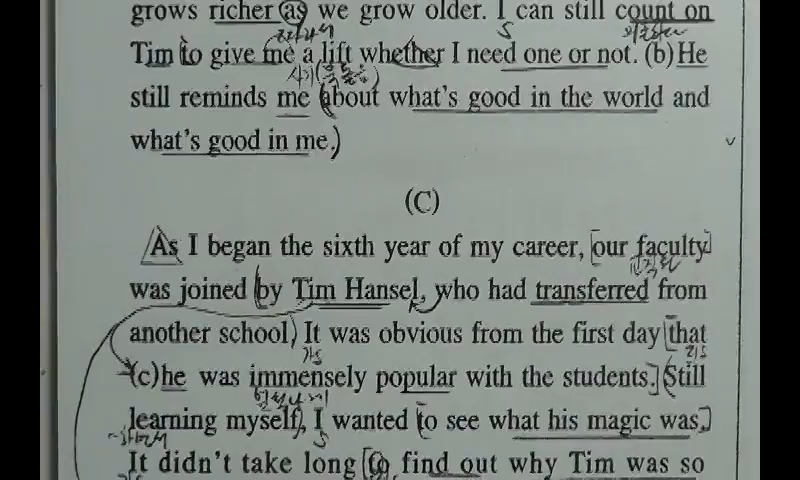 grows richer as we grow older. I can still count on
Tim to give me a lift whether I need one or not. (b) He
still reminds me about what's good in the world and
what's good in me.)
(C)
As I began the sixth year of my career, [our faculty]
was joined by Tim Hansel, who had transferred from
another school) It was obvious from the first day [that
가S
(c) he was immensely popular with the students.] (Still
learning myself), I wanted to see what his magic was.]
S
It didn't take long [to find out why Tim was so